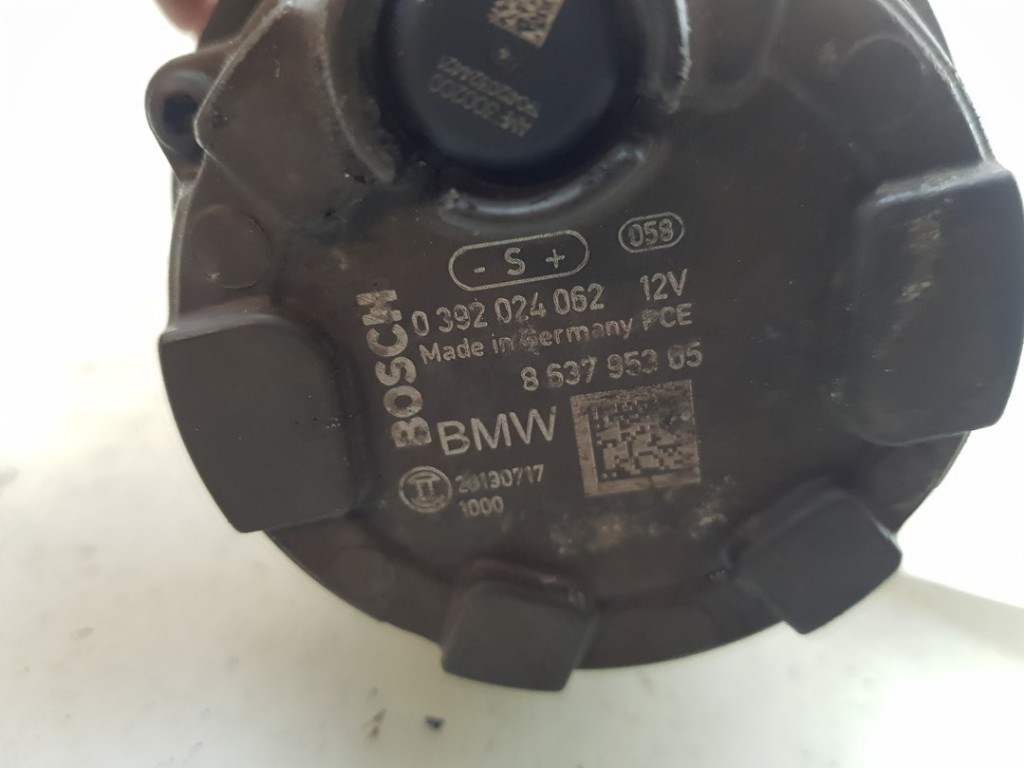 - S +
058
BOSCH
0 392 024 062 12V
Made in Germany PCE
8 637 953 05
BMW
20130717
1000